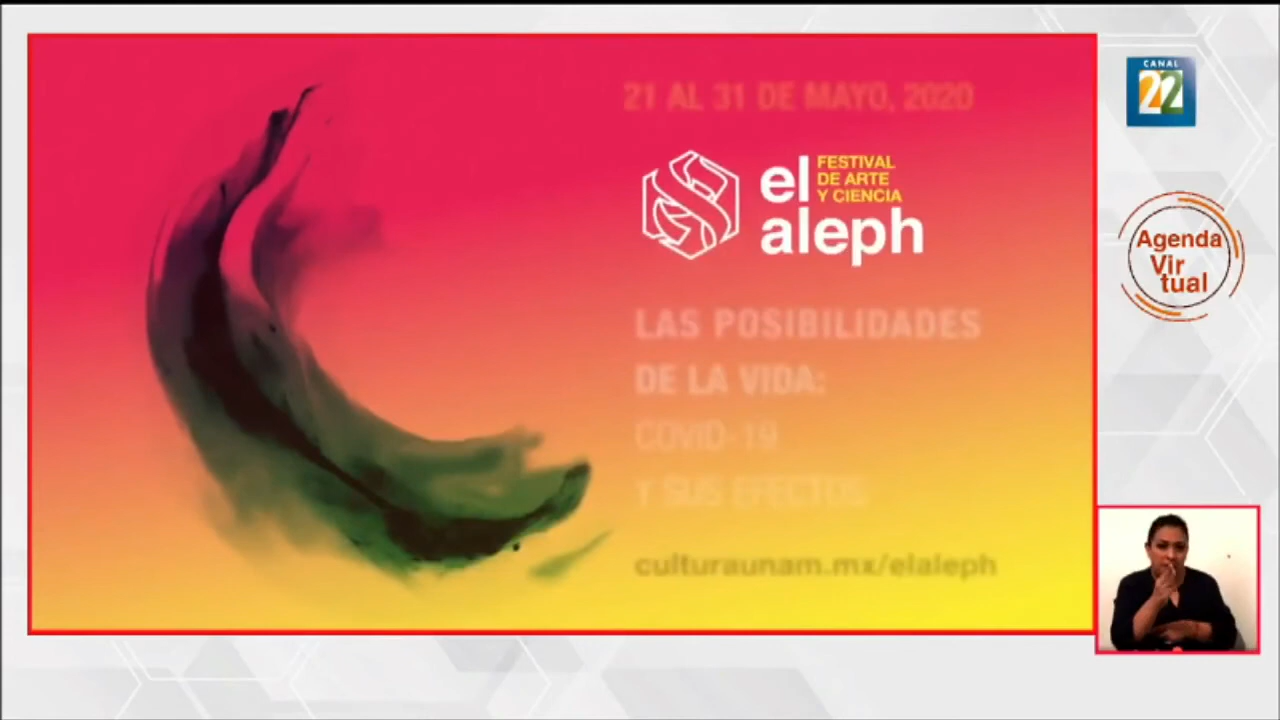 21 AL 31 DE MAYO, 2020
el
FESTIVAL
DE ARTE
Y CIENCIA
aleph
LAS POSIBILIDADES
DE LA VIDA:
COVID-19
Y SUS EFECTOS
culturaunam.mx/elaleph
CANAL
22
Agenda
Vir
tual